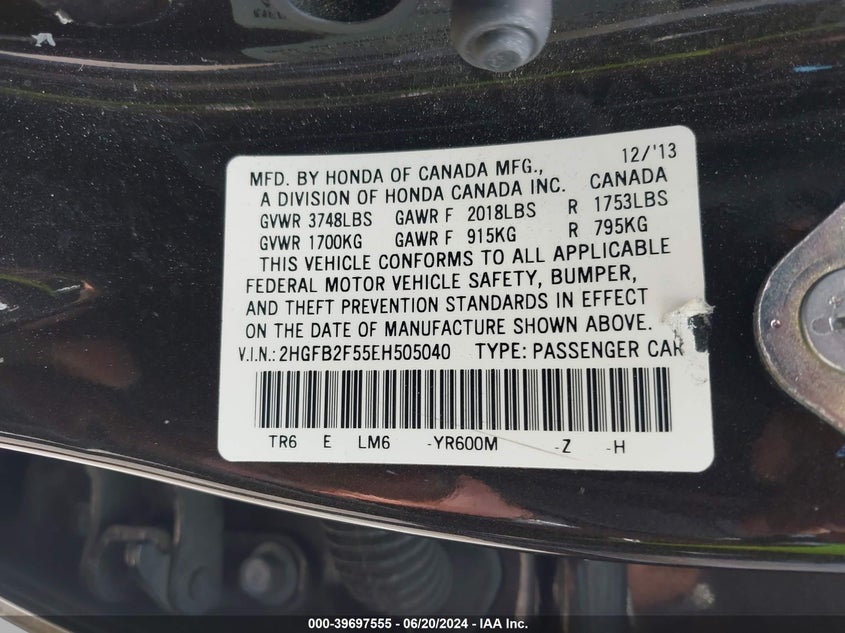 12/'13
MFD. BY HONDA OF CANADA MFG.,
A DIVISION OF HONDA CANADA INC. CANADA
GVWR 3748LBS GAWR F 2018LBS R 1753LBS
GVWR 1700KG GAWR F 915KG R 795KG
THIS VEHICLE CONFORMS TO ALL APPLICABLE
FEDERAL MOTOR VEHICLE SAFETY, BUMPER,
AND THEFT PREVENTION STANDARDS IN EFFECT
ON THE DATE OF MANUFACTURE SHOWN ABOVE.
V.I.N.: 2HGFB2F55EH505040 TYPE: PASSENGER CAR
TR6 E LM6 -YR600M -Z -H
000-39697555 - 06/20/2024 - IAA Inc.